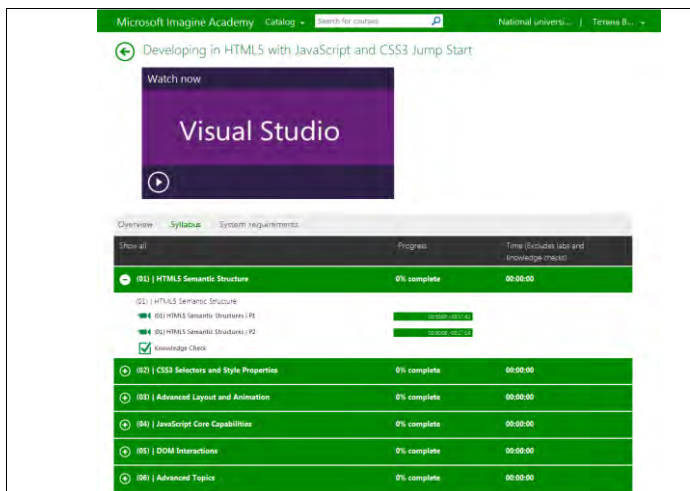 Microsoft Imagine Academy Catalog Search for courses National universi... | Тетяна В...
Developing in HTML5 with JavaScript and CSS3 Jump Start
Watch now
Visual Studio
Overview Syllabus System requirements
Show all Progress Time (Excludes labs and
knowledge checks)
(01) | HTML5 Semantic Structure 0% complete 00:00:00
(01) | HTML5 Semantic Structure
(01) HTML5 Semantic Structures | P1
(01) HTML5 Semantic Structures | P2
Knowledge Check
(02) | CSS3 Selectors and Style Properties 0% complete 00:00:00
(03) | Advanced Layout and Animation 0% complete 00:00:00
(04) | JavaScript Core Capabilities 0% complete 00:00:00
(05) | DOM Interactions 0% complete 00:00:00
(06) | Advanced Topics 0% complete 00:00:00